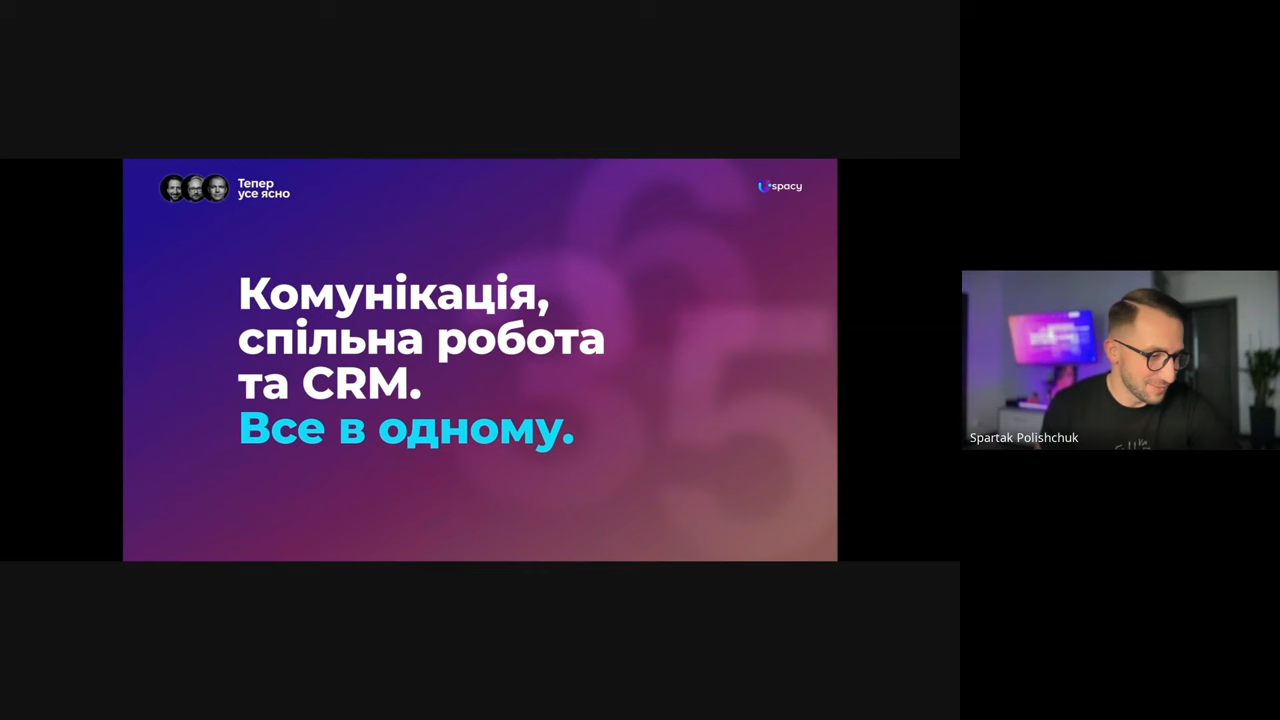 Тепер
усе ясно
spacy
Комунікація,
спільна робота
та CRM.
Все в одному.
Spartak Polishchuk